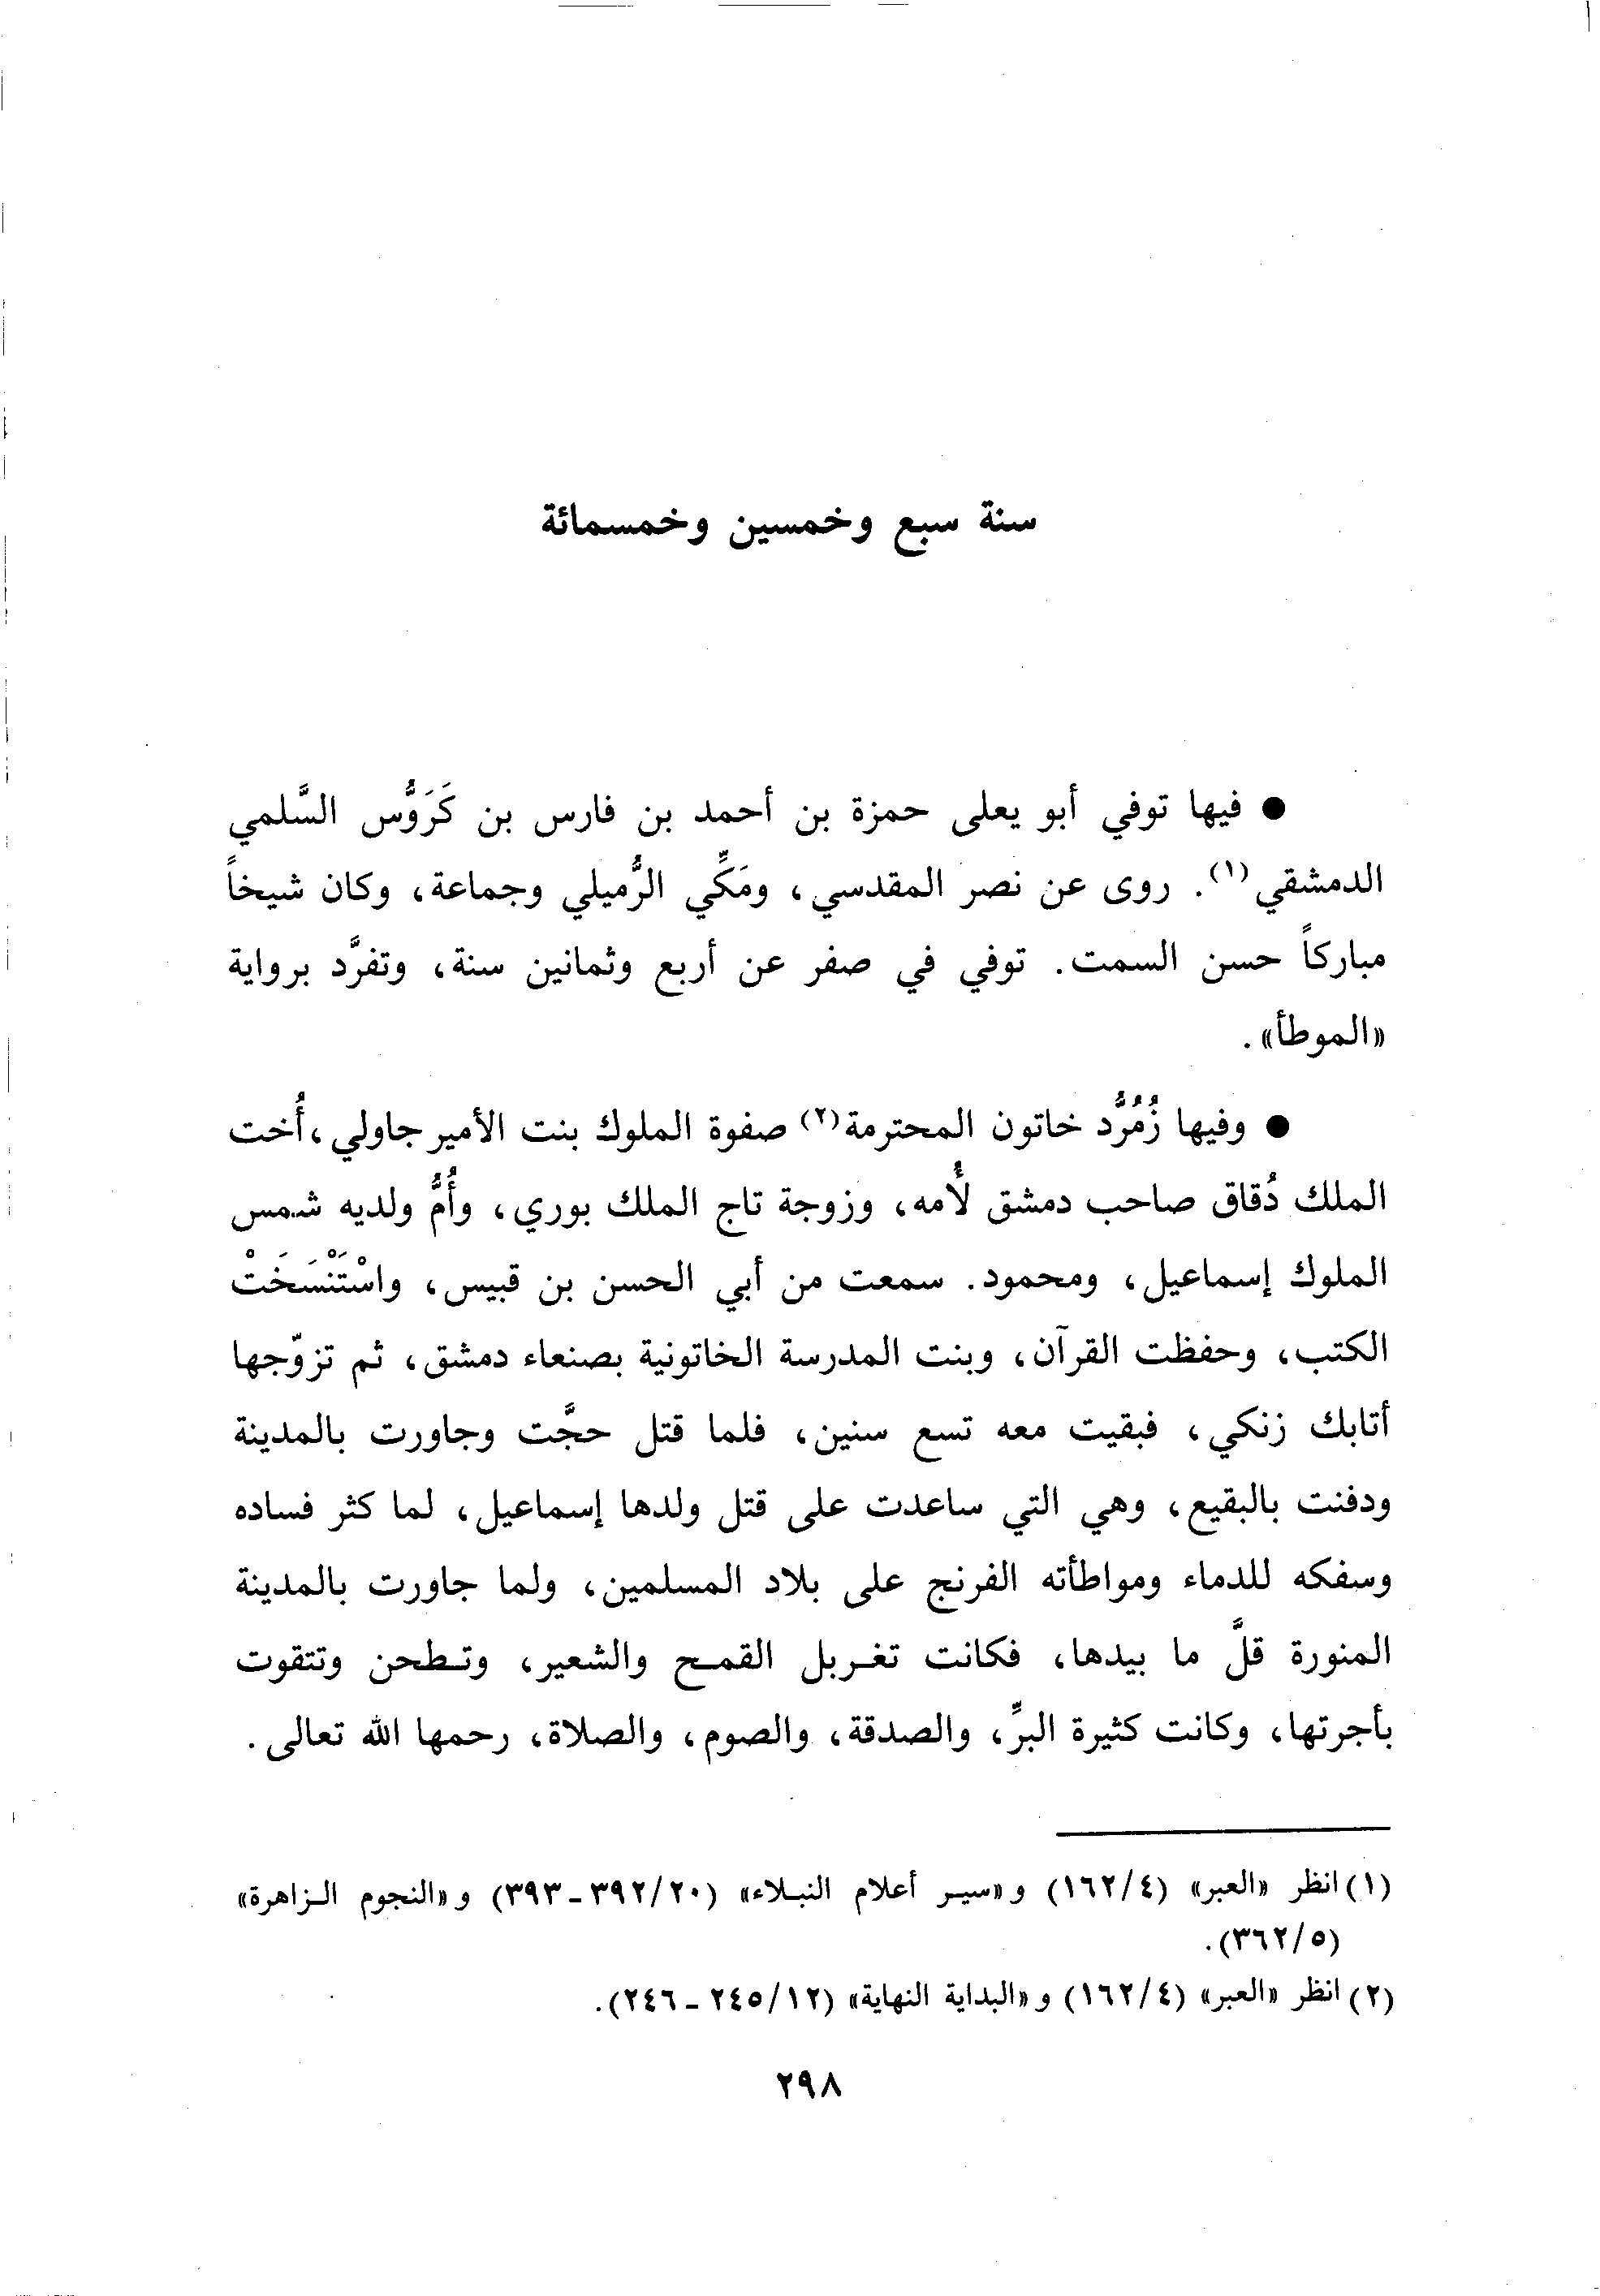 سنة سبع وخمسين وخمسمائة
● فيها توفي أبو يعلى حمزة بن أحمد بن فارس بن كَرَوُّس السَّلمي
الدمشقي(١). روى عن نصر المقدسي، ومَكِّي الرُّميلي وجماعة، وكان شيخاً
مباركاً حسن السمت. توفي في صفر عن أربع وثمانين سنة، وتفرَّد برواية
«الموطأ».
● وفيها زُمُرُّد خاتون المحترمة(٢) صفوة الملوك بنت الأمير جاولي، أُخت
الملك دُقاق صاحب دمشق لأُمه، وزوجة تاج الملك بوري، وأُمُّ ولديه شمس
الملوك إسماعيل، ومحمود. سمعت من أبي الحسن بن قبيس، واسْتَنْسَخَتْ
الكتب، وحفظت القرآن، وبنت المدرسة الخاتونية بصنعاء دمشق، ثم تزوّجها
أتابك زنكي، فبقيت معه تسع سنين، فلما قتل حجَّت وجاورت بالمدينة
ودفنت بالبقيع، وهي التي ساعدت على قتل ولدها إسماعيل، لما كثر فساده
وسفكه للدماء ومواطأته الفرنج على بلاد المسلمين، ولما جاورت بالمدينة
المنورة قلَّ ما بيدها، فكانت تغربل القمح والشعير، وتطحن وتتقوت
بأجرتها، وكانت كثيرة البرِّ، والصدقة، والصوم، والصلاة، رحمها الله تعالى.
(١) انظر «العبر» (١٦٢/٤) و «سير أعلام النبلاء» (٣٩٢/٢٠ - ٣٩٣) و «النجوم الزاهرة»
(٣٦٢/٥).
(٢) انظر «العبر» (١٦٢/٤) و «البداية النهاية» (٢٤٥/١٢ - ٢٤٦).
٢٩٨